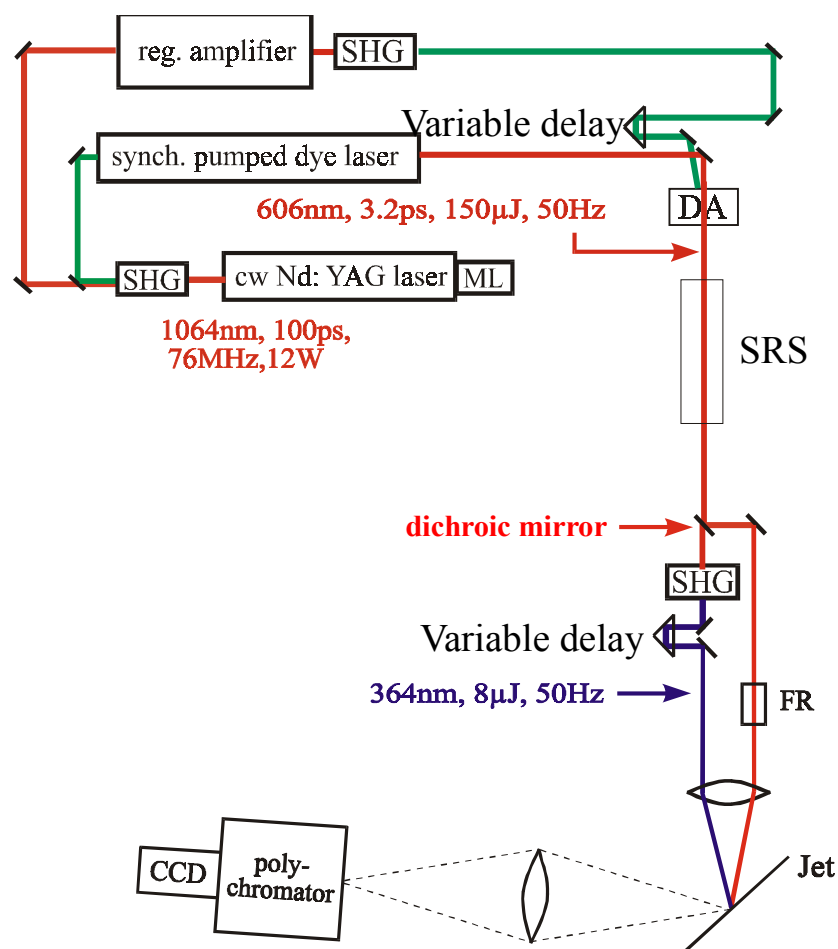 reg. amplifier
SHG
Variable delay
synch. pumped dye laser
DA
606nm, 3.2ps, 150µJ, 50Hz
SHG
cw Nd: YAG laser
ML
1064nm, 100ps,
76MHz,12W
SRS
dichroic mirror
SHG
Variable delay
364nm, 8µJ, 50Hz
FR
Jet
CCD
poly-
chromator